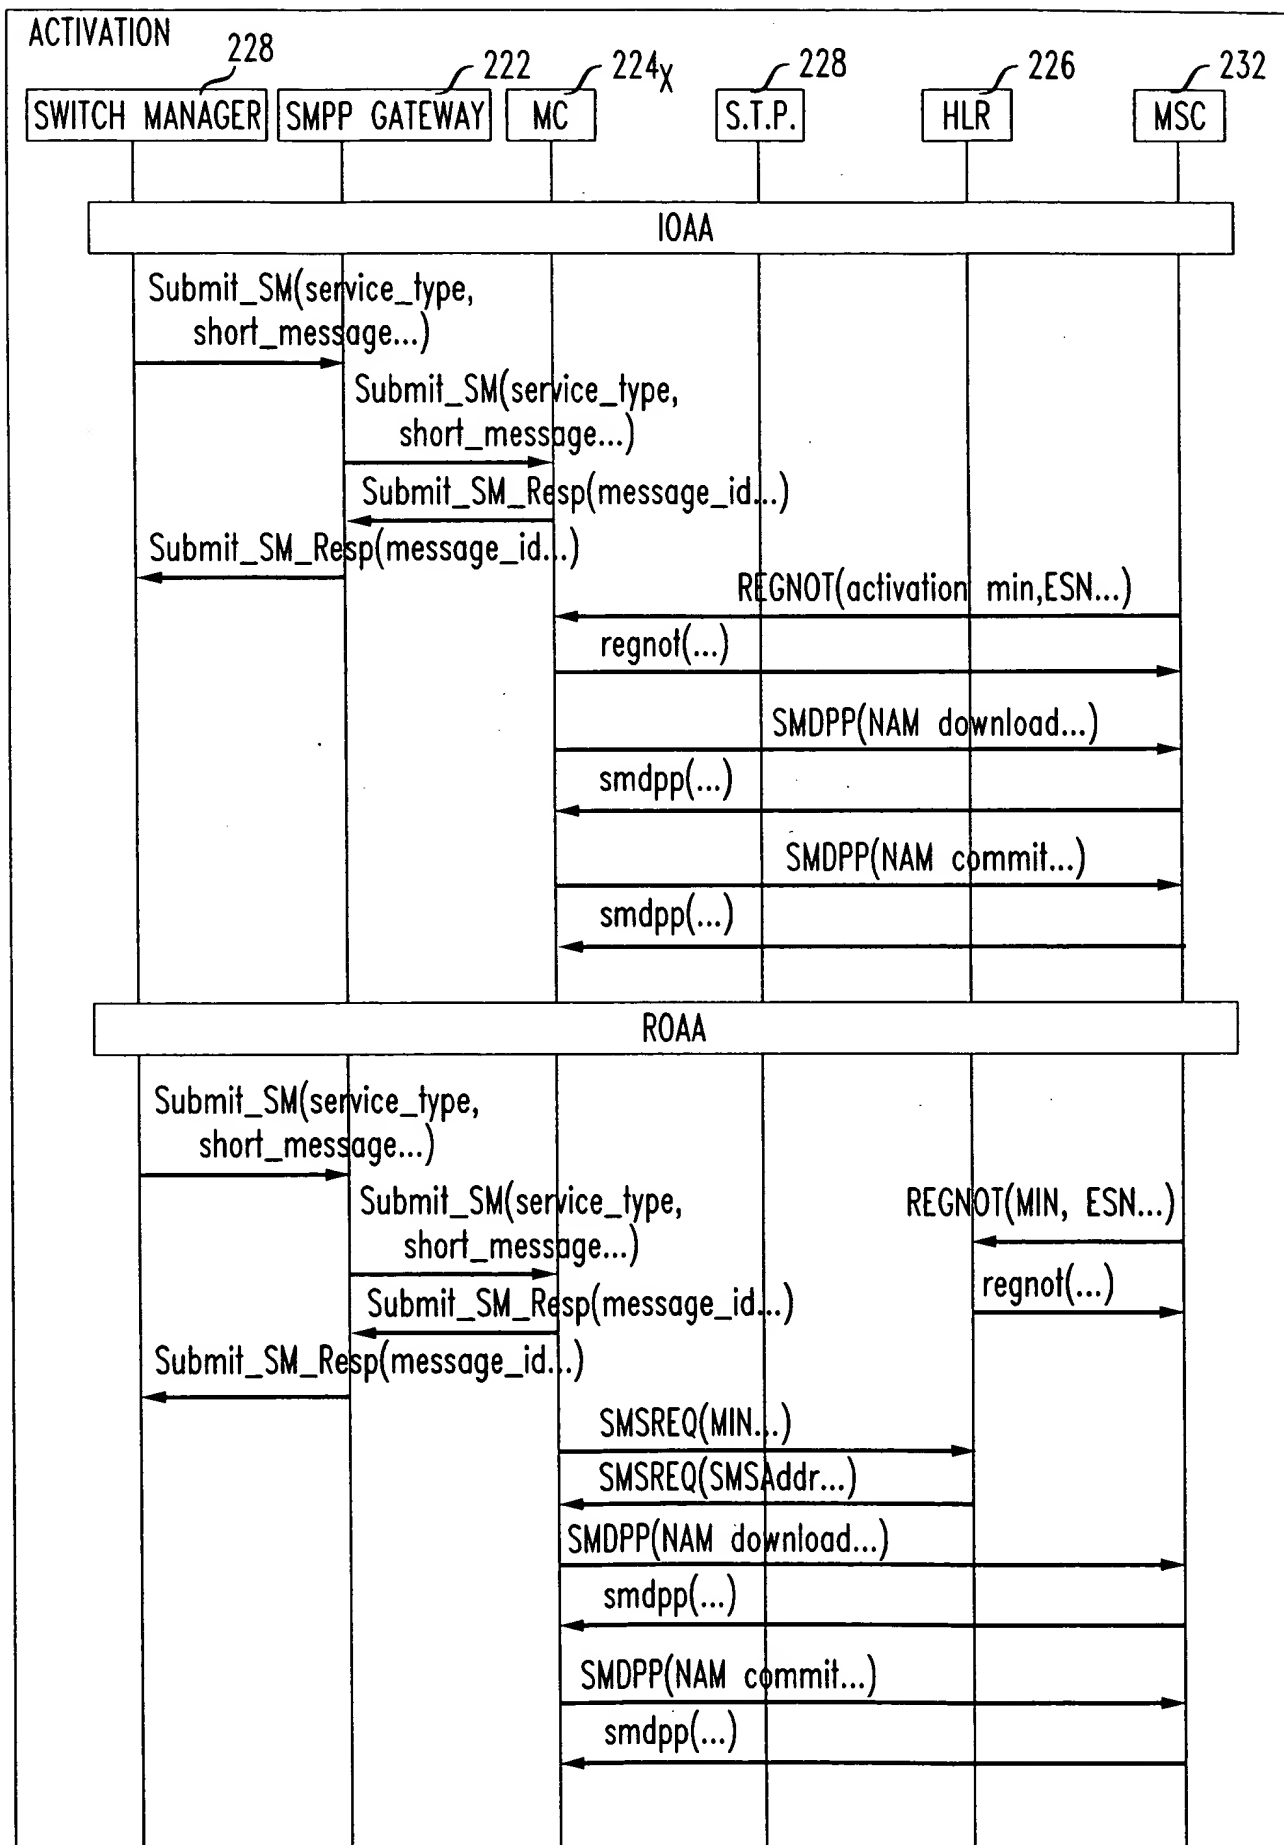 ACTIVATION
228
222
224X
228
226
232
SWITCH MANAGER
SMPP GATEWAY
MC
S.T.P.
HLR
MSC
IOAA
Submit_SM(service_type,
short_message...)
Submit_SM(service_type,
short_message...)
Submit_SM_Resp(message_id...)
Submit_SM_Resp(message_id...)
REGNOT(activation min,ESN...)
regnot(...)
SMDPP(NAM download...)
smdpp(...)
SMDPP(NAM commit...)
smdpp(...)
ROAA
Submit_SM(service_type,
short_message...)
Submit_SM(service_type,
short_message...)
REGNOT(MIN, ESN...)
regnot(...)
Submit_SM_Resp(message_id...)
Submit_SM_Resp(message_id...)
SMSREQ(MIN...)
SMSREQ(SMSAddr...)
SMDPP(NAM download...)
smdpp(...)
SMDPP(NAM commit...)
smdpp(...)